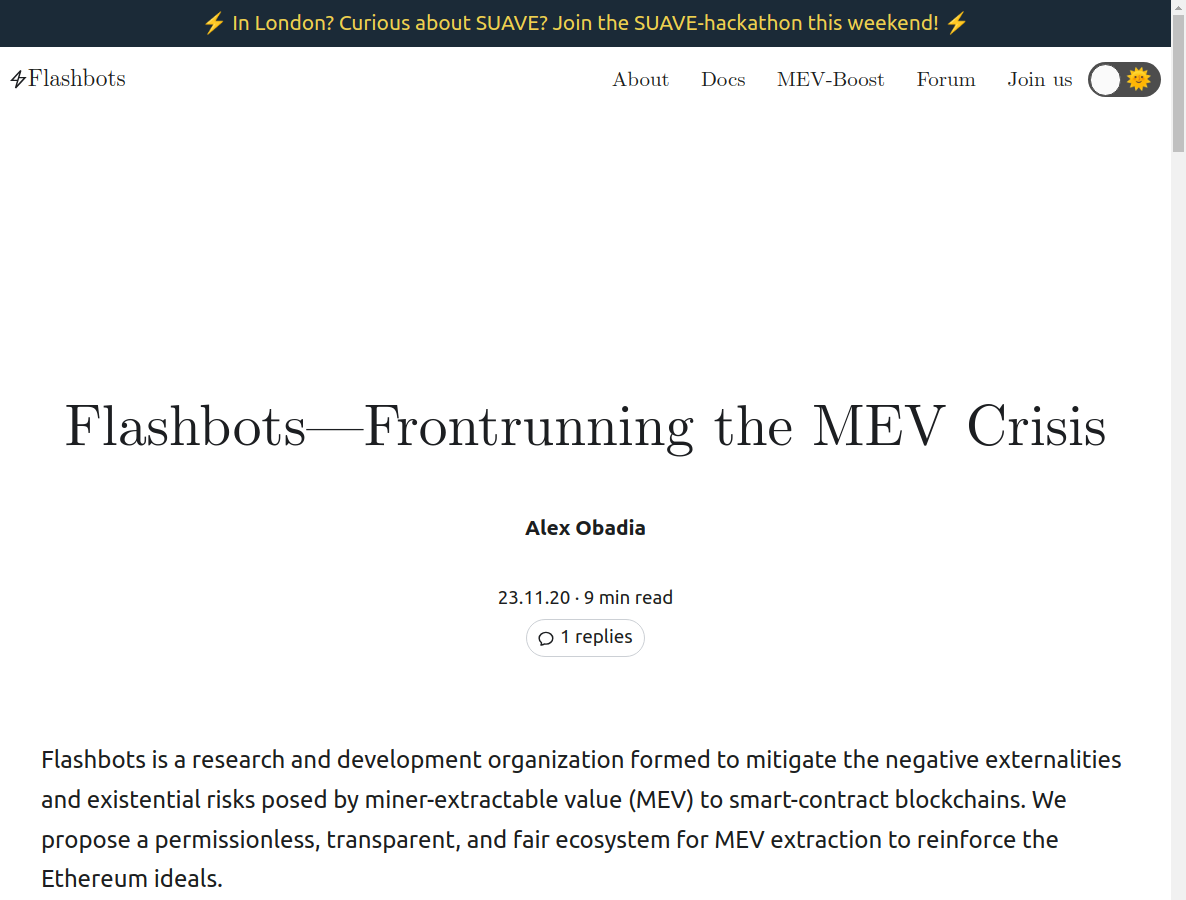 ⚡ In London? Curious about SUAVE? Join the SUAVE-hackathon this weekend! ⚡
Flashbots About Docs MEV-Boost Forum Join us
Flashbots—Frontrunning the MEV Crisis
Alex Obadia
23.11.20 · 9 min read
1 replies
Flashbots is a research and development organization formed to mitigate the negative externalities
and existential risks posed by miner-extractable value (MEV) to smart-contract blockchains. We
propose a permissionless, transparent, and fair ecosystem for MEV extraction to reinforce the
Ethereum ideals.